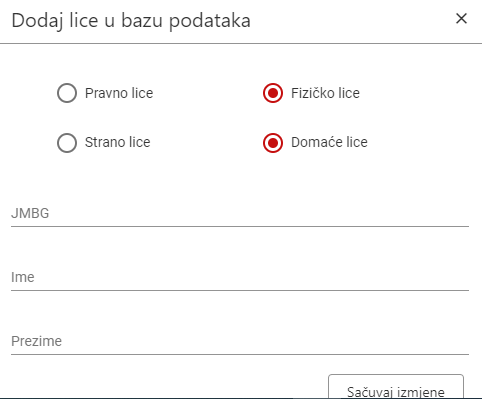 Dodaj lice u bazu podataka
Pravno lice
Fizičko lice
Strano lice
Domaće lice
JMBG
Ime
Prezime
Sačuvaj izmjene